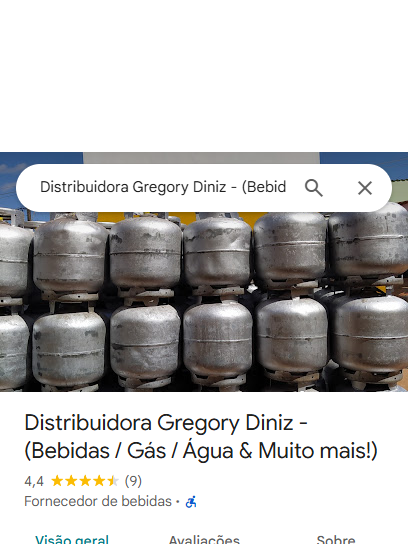 Distribuidora Gregory Diniz - (Bebid
Distribuidora Gregory Diniz -
(Bebidas / Gás / Água & Muito mais!)
4,4 (9)
Fornecedor de bebidas ·
Visão geral Avaliações Sobre